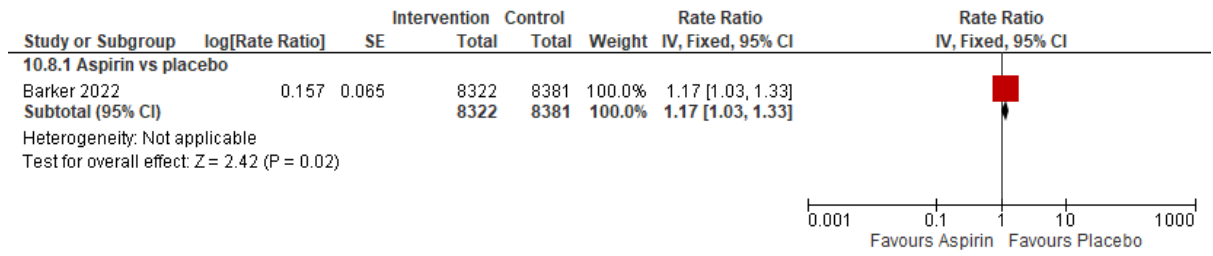 Intervention Control Rate Ratio Rate Ratio
Study or Subgroup log[Rate Ratio] SE Total Total Weight IV, Fixed, 95% CI IV, Fixed, 95% CI
10.8.1 Aspirin vs placebo
Barker 2022 0.157 0.065 8322 8381 100.0% 1.17 [1.03, 1.33]
Subtotal (95% CI) 8322 8381 100.0% 1.17 [1.03, 1.33]
Heterogeneity: Not applicable
Test for overall effect: Z = 2.42 (P = 0.02)
0.001 0.1 1 10 1000
Favours Aspirin Favours Placebo